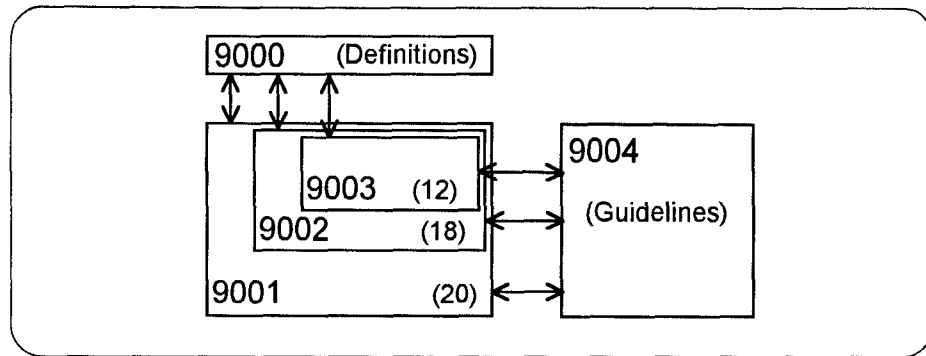 9000 (Definitions)
9004
9003 (12)
(Guidelines)
9002 (18)
9001 (20)